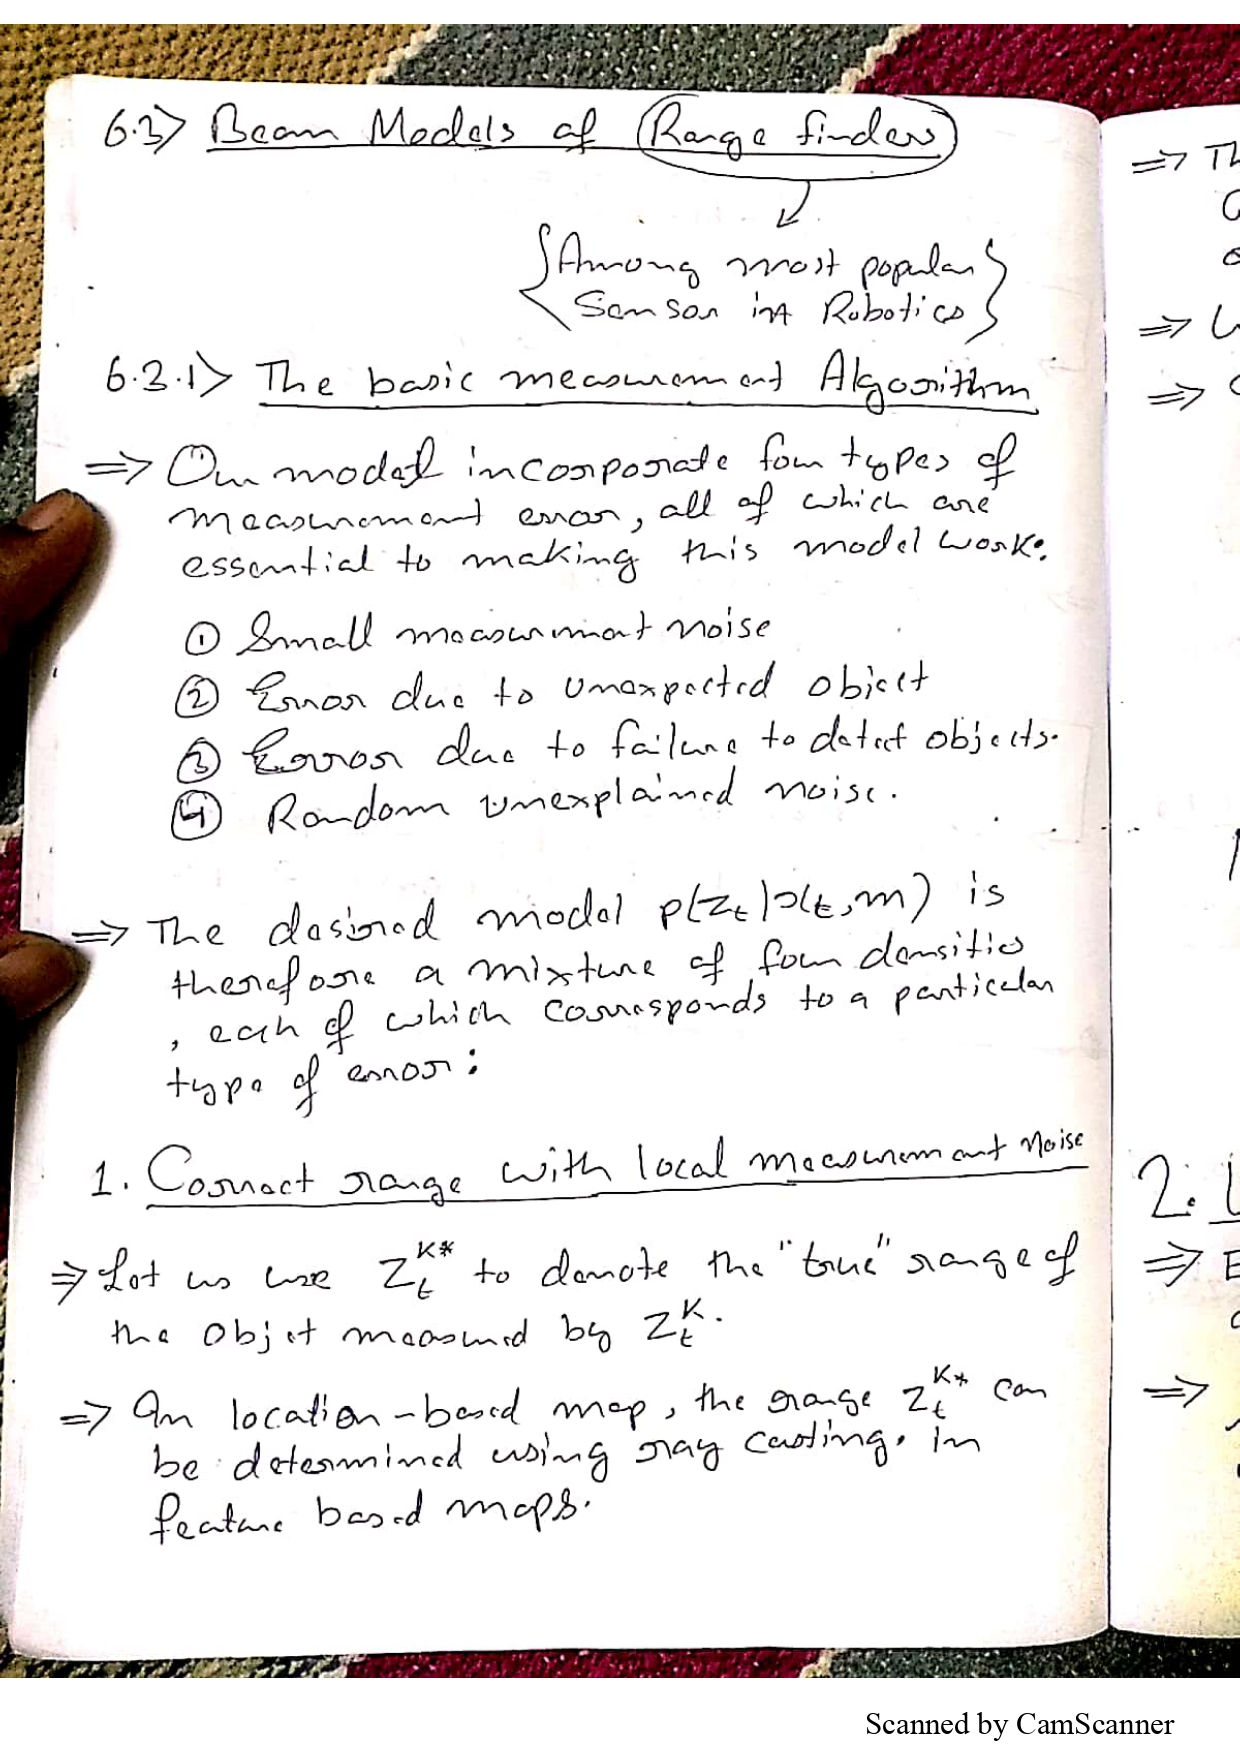 6.3> Beam Models of Range finders
{Among most popular}
Sensor in Robotics
6.3.1> The basic measurement Algorithm
⇒ Our model incorporate four types of
measurement error, all of which are
essential to making this model work:
① Small measurment noise
② Error due to unexpected object
③ Error due to failure to detect objects.
④ Random unexplained noise.
⇒ The desired model p(z_t|x_t,m) is
therefore a mixture of four densities
, each of which corresponds to a particular
type of error:
1. Correct range with local measurement noise
⇒ Let us use Z_t^{K*} to denote the "true" range of
the objet measured by Z_t^K.
⇒ In location-based map, the range Z_t^{K*} can
be determined using ray casting. in
feature based maps.
⇒ Th
⇒
⇒
2.
⇒ E
⇒
Scanned by CamScanner